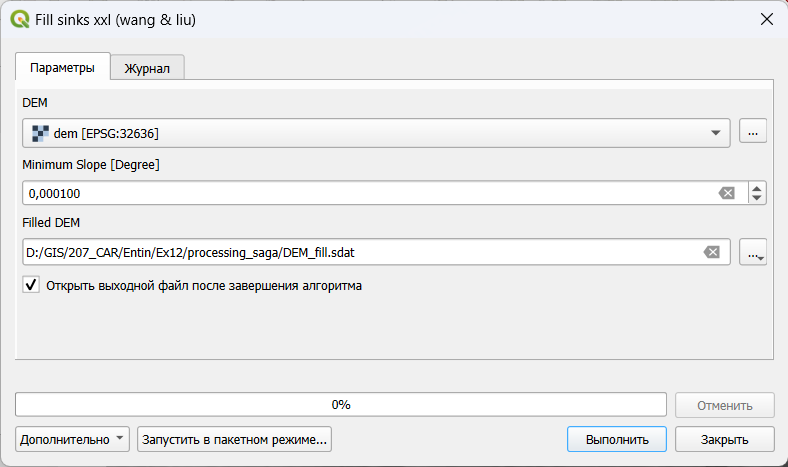 Fill sinks xxl (wang & liu)
Параметры
Журнал
DEM
dem [EPSG:32636]
...
Minimum Slope [Degree]
0,000100
Filled DEM
D:/GIS/207_CAR/Entin/Ex12/processing_saga/DEM_fill.sdat
...
Открыть выходной файл после завершения алгоритма
0%
Отменить
Дополнительно
Запустить в пакетном режиме...
Выполнить
Закрыть